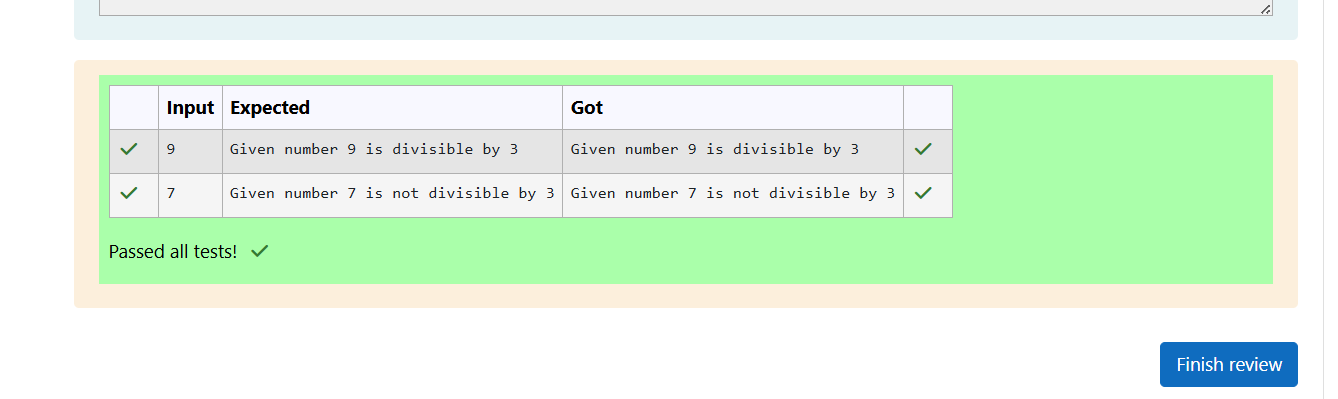 Input Expected Got
9 Given number 9 is divisible by 3 Given number 9 is divisible by 3
7 Given number 7 is not divisible by 3 Given number 7 is not divisible by 3
Passed all tests!
Finish review